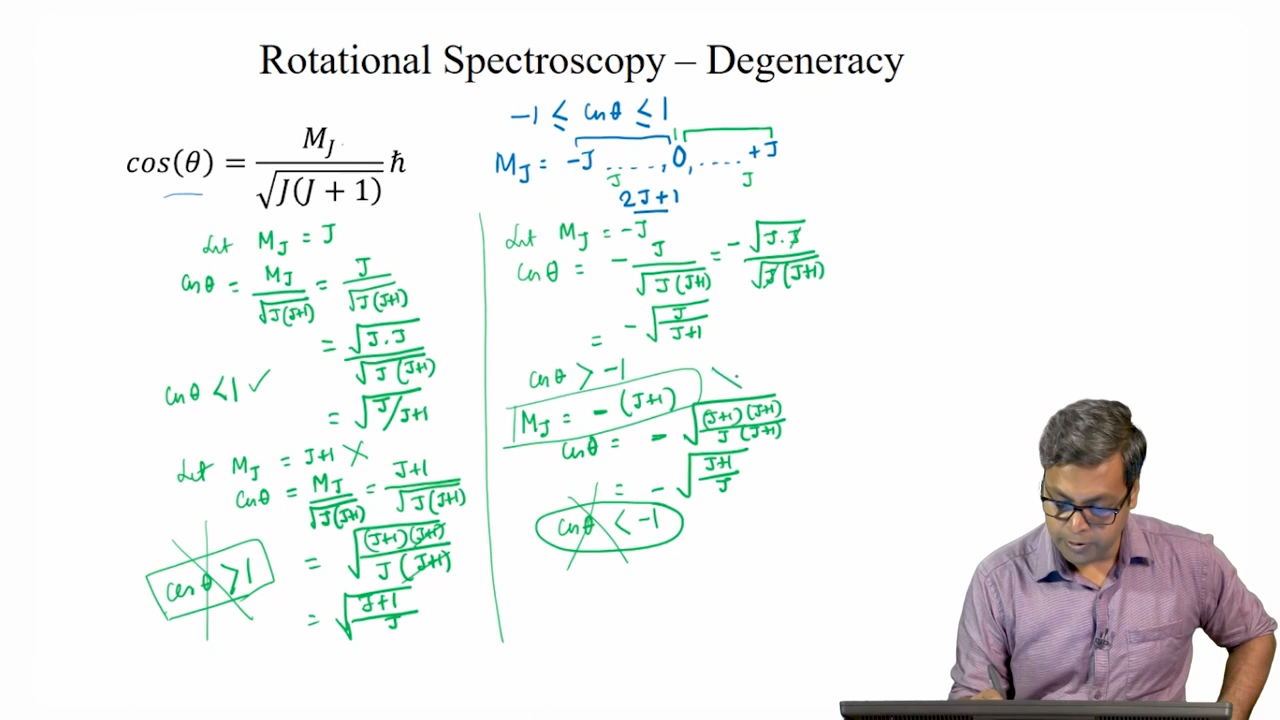 Rotational Spectroscopy – Degeneracy
cos(θ) = M_J / √(J(J + 1)) ħ
-1 ≤ cosθ ≤ 1
M_J = -J ....., 0, ..... +J
J 1 J
2J+1
Let M_J = J
cosθ = M_J / √(J(J+1)) = J / √(J(J+1))
= √(J.J) / √(J(J+1))
cosθ < 1 ✓
= √(J/J+1)
Let M_J = J+1 ✗
cosθ = M_J / √(J(J+1)) = J+1 / √(J(J+1))
= √((J+1)(J+1) / J(J+1))
cosθ > 1
= √(J+1 / J)
Let M_J = -J
cosθ = - J / √(J(J+1)) = - √(J.J) / √(J(J+1))
= - √(J / J+1)
cosθ > -1
M_J = - (J+1)
cosθ = - √((J+1)(J+1) / J(J+1))
= - √(J+1 / J)
cosθ < -1